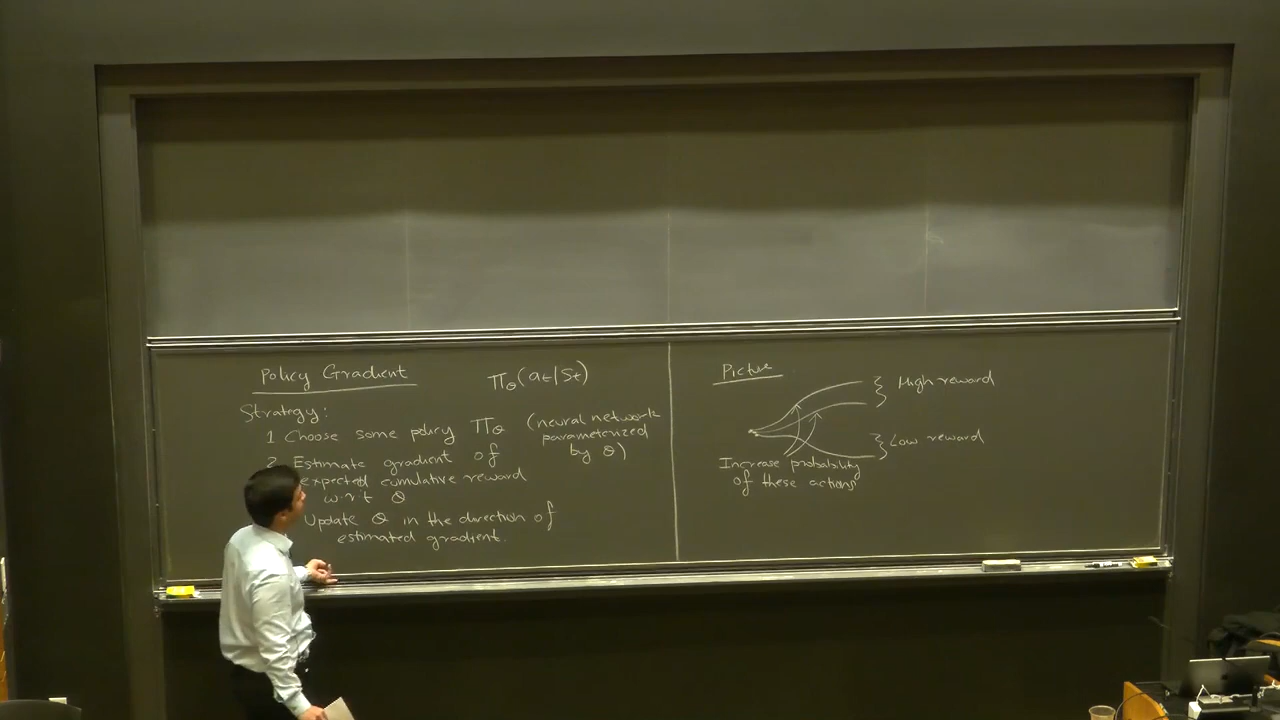 Policy Gradient
Πθ(at|St)
Strategy:
1 Choose some policy Πθ (neural network
parameterized
by θ)
2 Estimate gradient of
expected cumulative reward
w.r.t θ
Update θ in the direction of
estimated gradient.
Picture
High reward
Low reward
Increase probability
of these actions